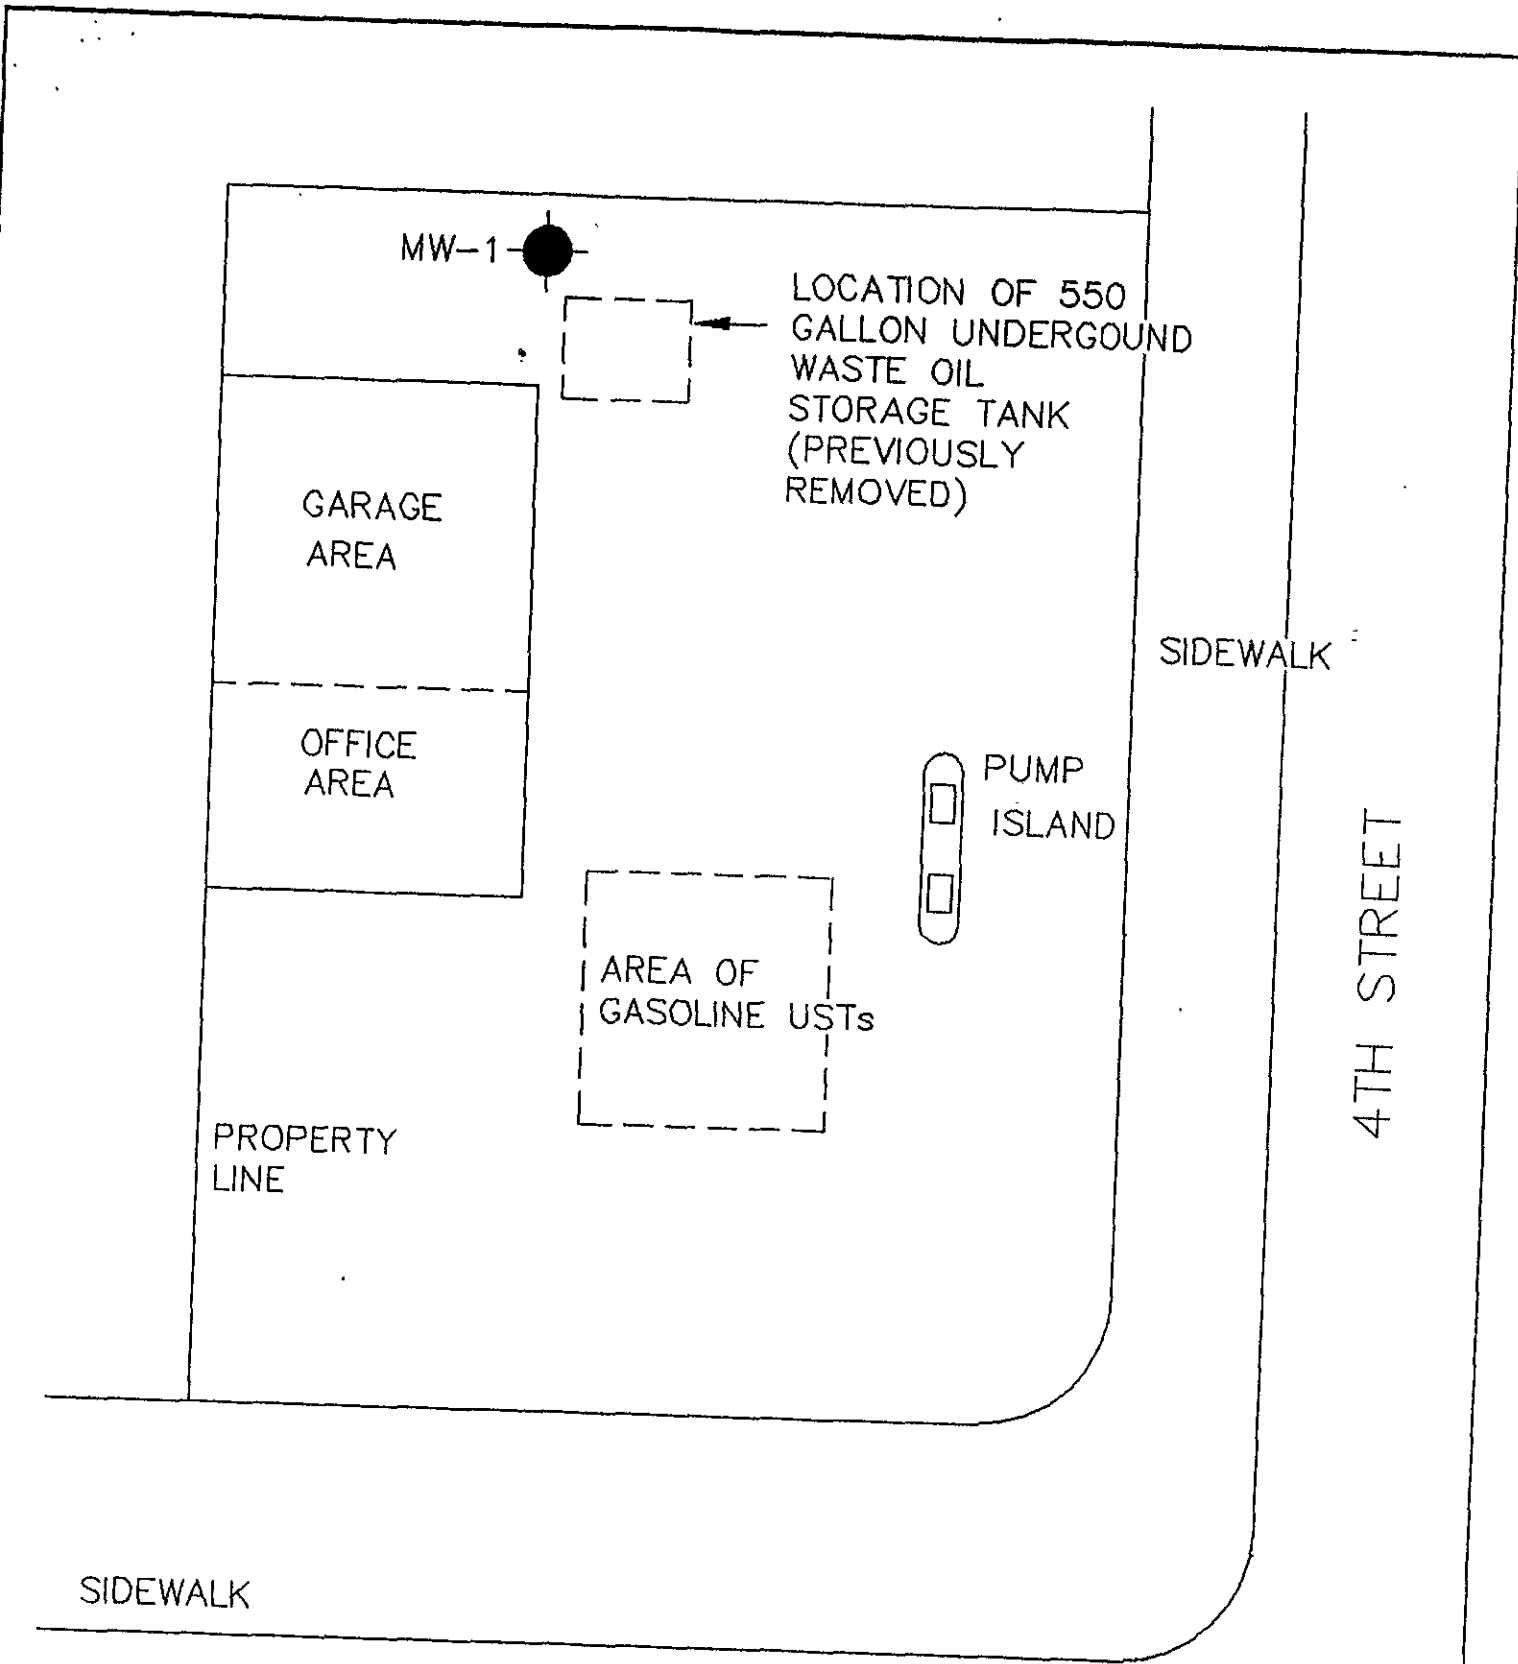 MW-1
LOCATION OF 550
GALLON UNDERGOUND
WASTE OIL
STORAGE TANK
(PREVIOUSLY
REMOVED)
GARAGE
AREA
SIDEWALK
OFFICE
AREA
PUMP
ISLAND
4TH STREET
AREA OF
GASOLINE USTs
PROPERTY
LINE
SIDEWALK